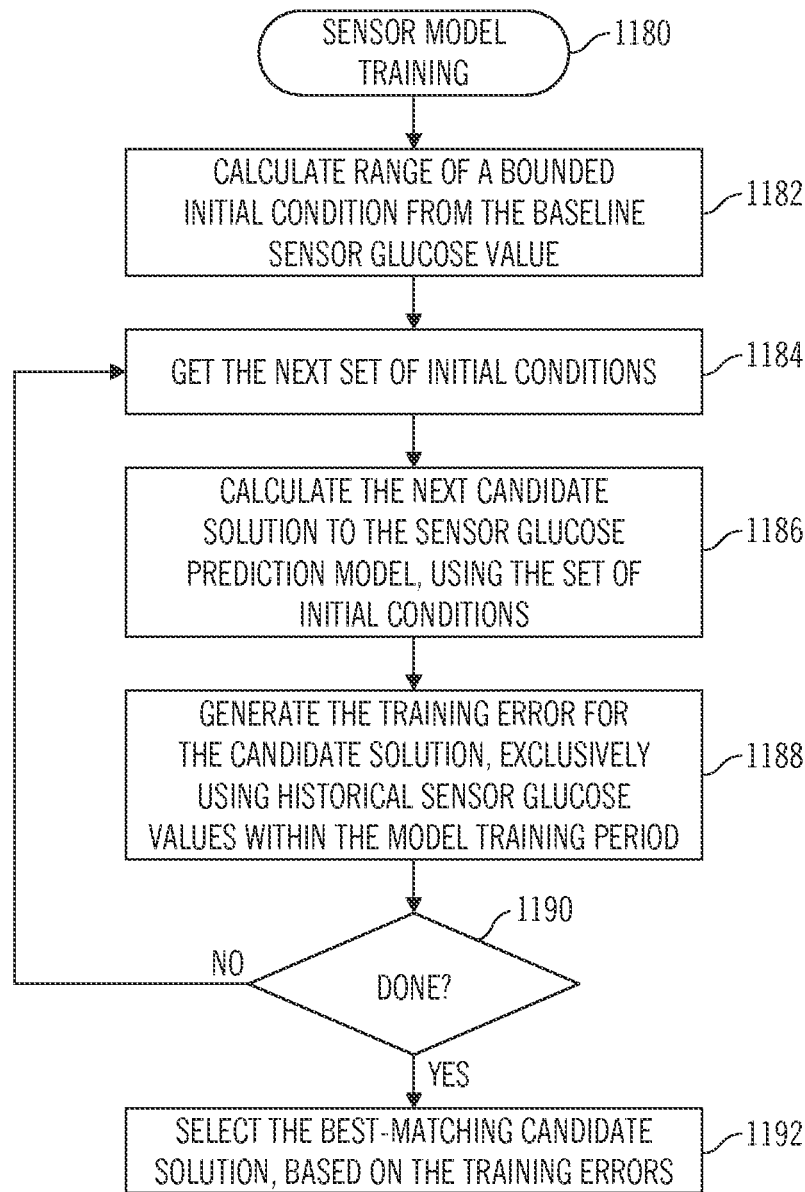 SENSOR MODEL
TRAINING
1180
CALCULATE RANGE OF A BOUNDED
INITIAL CONDITION FROM THE BASELINE
SENSOR GLUCOSE VALUE
1182
GET THE NEXT SET OF INITIAL CONDITIONS
1184
CALCULATE THE NEXT CANDIDATE
SOLUTION TO THE SENSOR GLUCOSE
PREDICTION MODEL, USING THE SET OF
INITIAL CONDITIONS
1186
GENERATE THE TRAINING ERROR FOR
THE CANDIDATE SOLUTION, EXCLUSIVELY
USING HISTORICAL SENSOR GLUCOSE
VALUES WITHIN THE MODEL TRAINING PERIOD
1188
1190
NO
DONE?
YES
SELECT THE BEST-MATCHING CANDIDATE
SOLUTION, BASED ON THE TRAINING ERRORS
1192